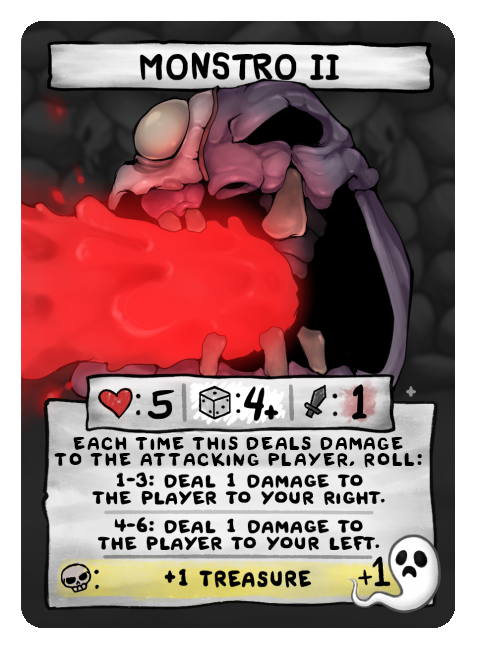 MONSTRO II
:5 :4+ :1
EACH TIME THIS DEALS DAMAGE
TO THE ATTACKING PLAYER, ROLL:
1-3: DEAL 1 DAMAGE TO
THE PLAYER TO YOUR RIGHT.
4-6: DEAL 1 DAMAGE TO
THE PLAYER TO YOUR LEFT.
: +1 TREASURE +1